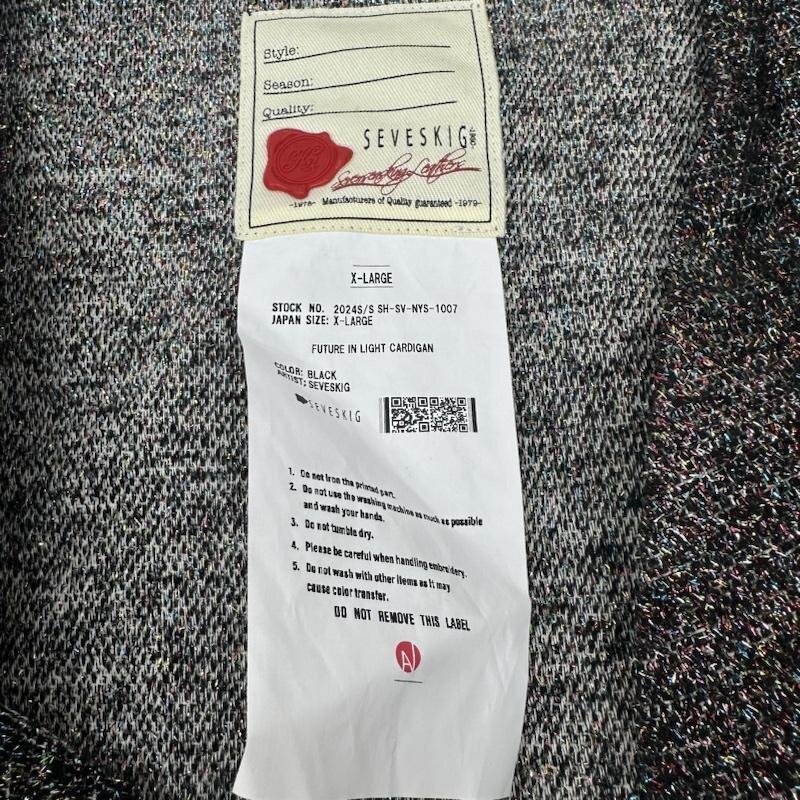 Style:
Season:
Quality:
SEVESKIG
-1978- Manufacturers of Quality guaranteed -1979-
X-LARGE
STOCK NO. 2024S/S SH-SV-NYS-1007
JAPAN SIZE: X-LARGE
FUTURE IN LIGHT CARDIGAN
COLOR: BLACK
ARTIST: SEVESKIG
SEVESKIG
1. Do not iron the printed part.
2. Do not use the washing machine as much as possible
and wash your hands.
3. Do not tumble dry.
4. Please be careful when handling embroidery.
5. Do not wash with other items as it may
cause color transfer.
DO NOT REMOVE THIS LABEL